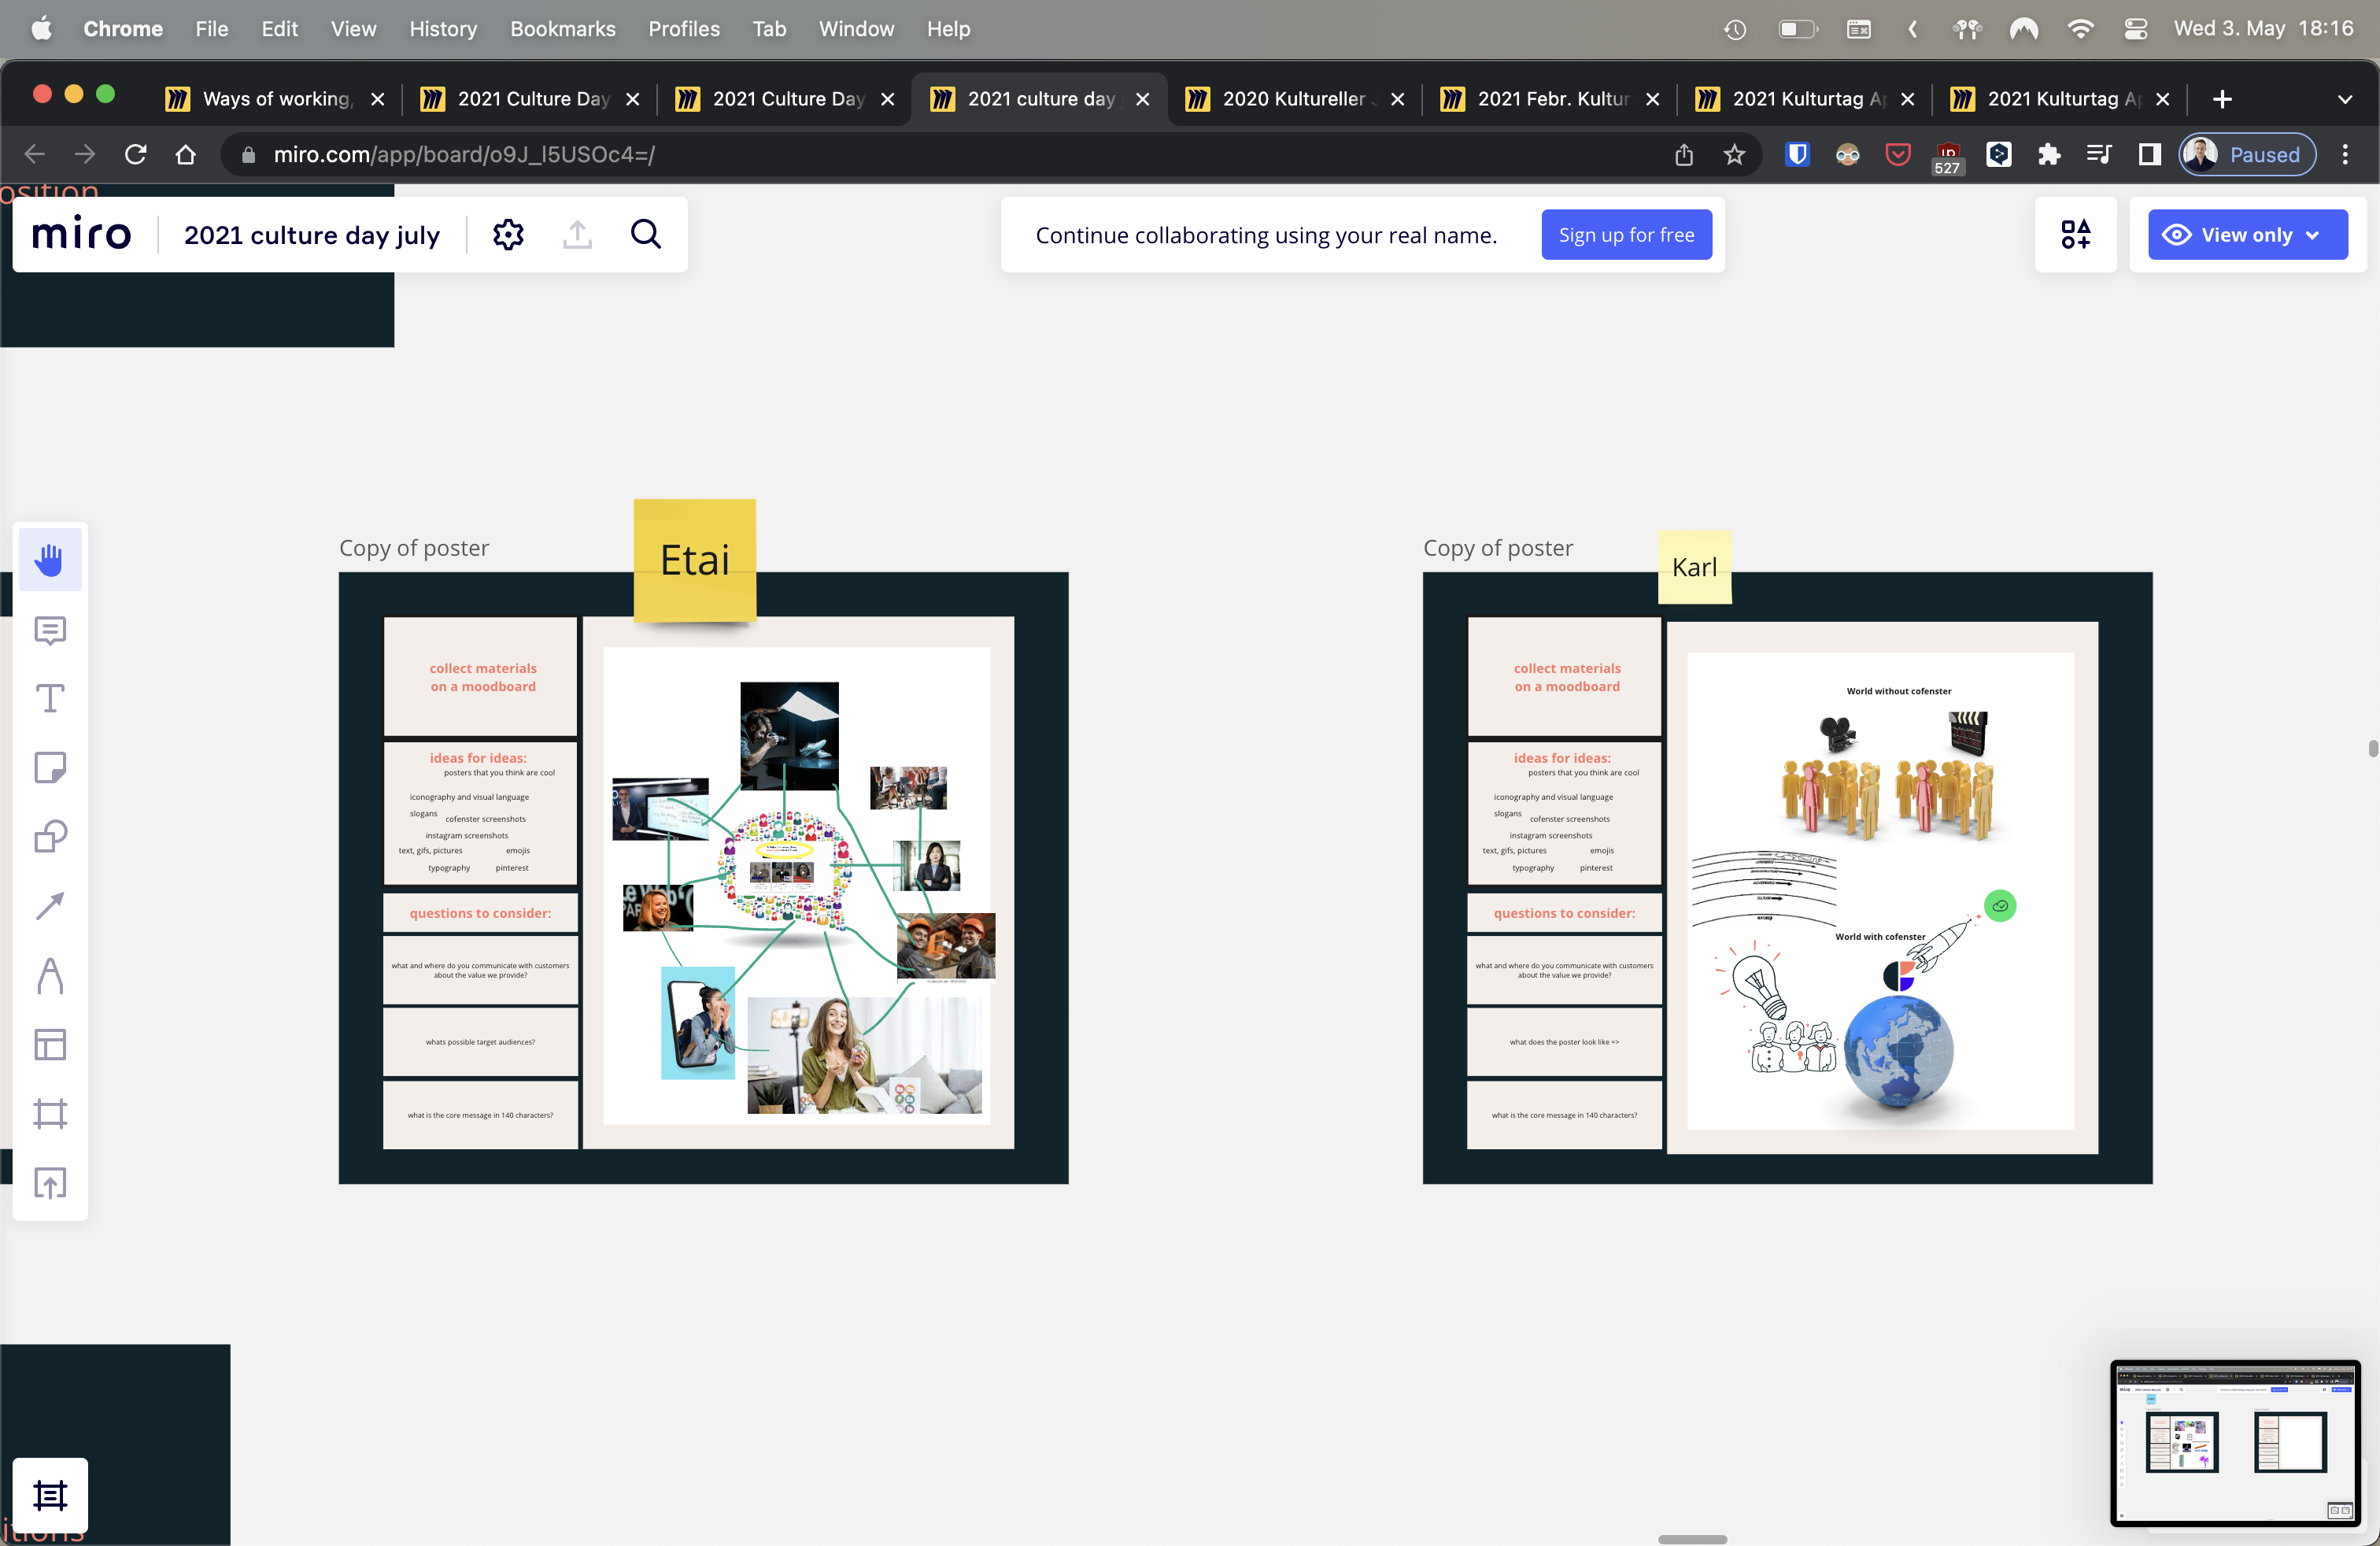 Chrome File Edit View History Bookmarks Profiles Tab Window Help
Wed 3. May 18:16
Ways of working,
2021 Culture Day
2021 Culture Day
2021 culture day
2020 Kultureller
2021 Febr. Kultur
2021 Kulturtag Ap
2021 Kulturtag Ap
miro.com/app/board/o9J_l5USOc4=/
527
Paused
osition
miro
2021 culture day july
Continue collaborating using your real name.
Sign up for free
View only
Copy of poster
Etai
collect materials
on a moodboard
ideas for ideas:
posters that you think are cool
iconography and visual language
slogans
cofenster screenshots
instagram screenshots
text, gifs, pictures
emojis
typography
pinterest
questions to consider:
what and where do you communicate with customers
about the value we provide?
whats possible target audiences?
what is the core message in 140 characters?
Copy of poster
Karl
collect materials
on a moodboard
ideas for ideas:
posters that you think are cool
iconography and visual language
slogans
cofenster screenshots
instagram screenshots
text, gifs, pictures
emojis
typography
pinterest
questions to consider:
what and where do you communicate with customers
about the value we provide?
what does the poster look like =>
what is the core message in 140 characters?
World without cofenster
World with cofenster
itions